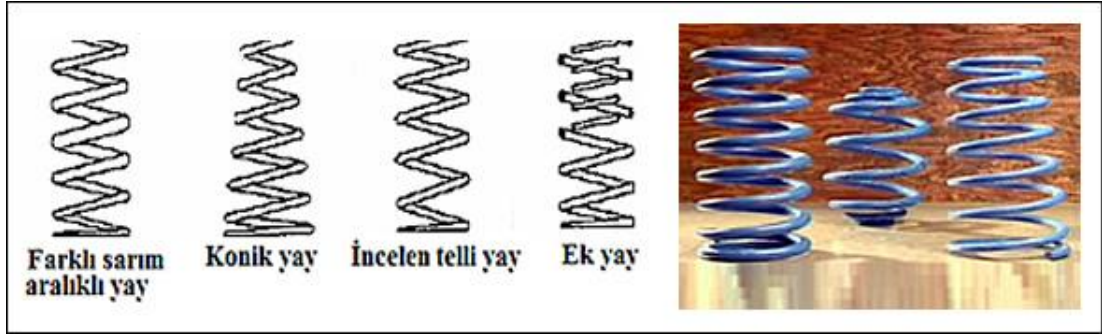 Farklı sarım
aralıklı yay
Konik yay
İncelen telli yay
Ek yay